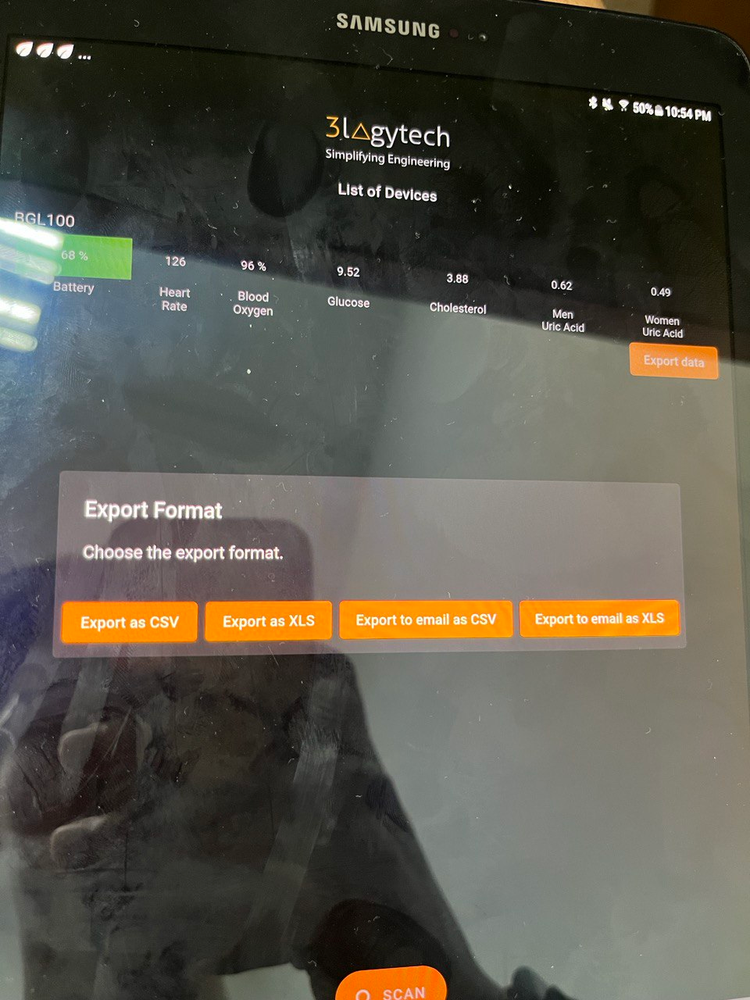 SAMSUNG
50% 10:54 PM
3l△gytech
Simplifying Engineering
List of Devices
BGL100
68 %
Battery
126
Heart
Rate
96 %
Blood
Oxygen
9.52
Glucose
3.88
Cholesterol
0.62
Men
Uric Acid
0.49
Women
Uric Acid
Export data
Export Format
Choose the export format.
Export as CSV
Export as XLS
Export to email as CSV
Export to email as XLS
SCAN